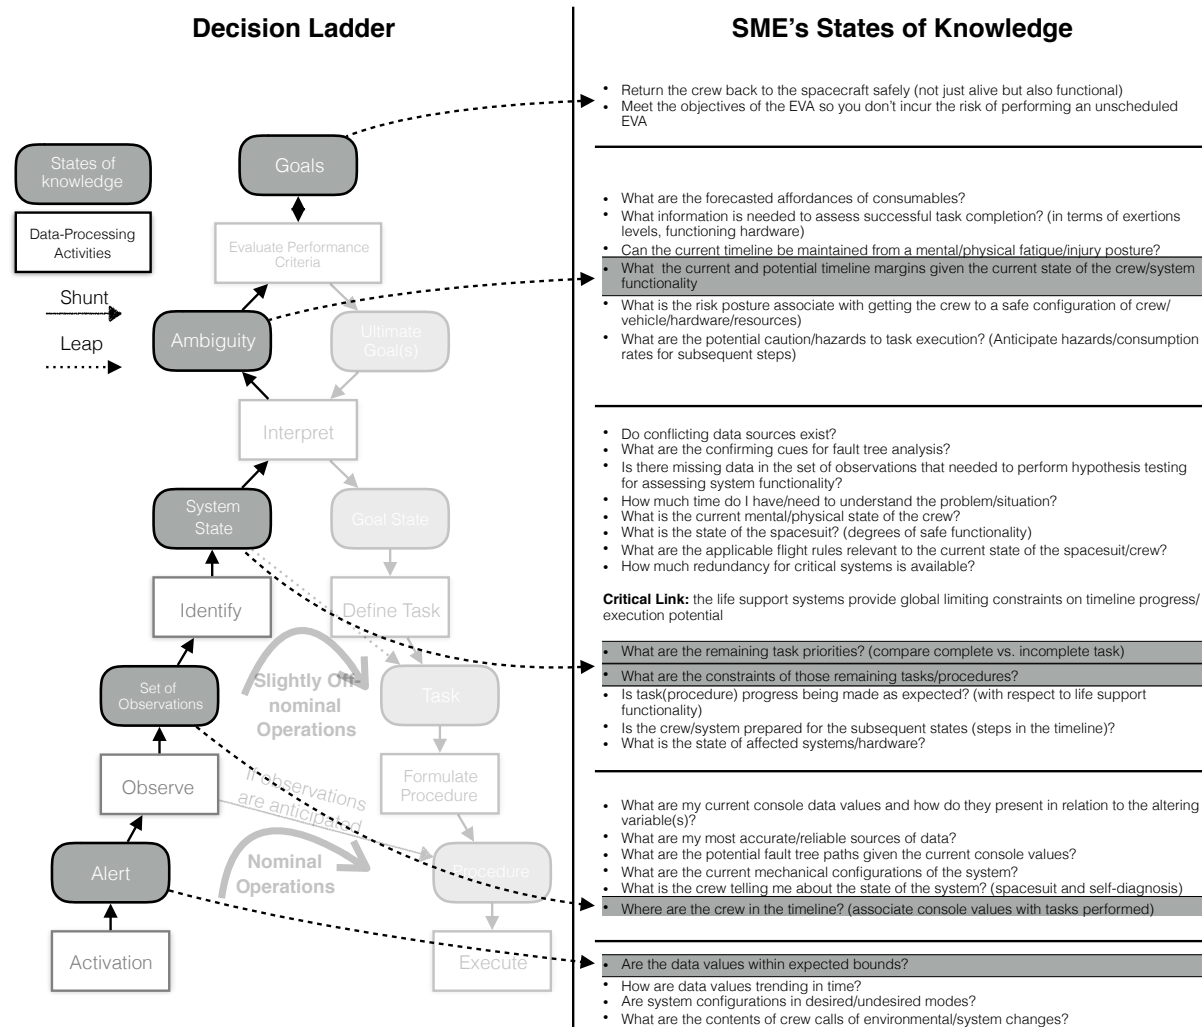 Decision Ladder
SME's States of Knowledge
States of
knowledge
Data-Processing
Activities
Shunt
Leap
Goals
Evaluate Performance
Criteria
Ambiguity
Ultimate
Goal(s)
Interpret
System
State
Goal State
Identify
Define Task
Set of
Observations
Slightly Off-
nominal
Operations
Task
Observe
If observations
are anticipated
Formulate
Procedure
Alert
Nominal
Operations
Procedure
Activation
Execute
• Return the crew back to the spacecraft safely (not just alive but also functional)
• Meet the objectives of the EVA so you don't incur the risk of performing an unscheduled
EVA
• What are the forecasted affordances of consumables?
• What information is needed to assess successful task completion? (in terms of exertions
levels, functioning hardware)
• Can the current timeline be maintained from a mental/physical fatigue/injury posture?
• What the current and potential timeline margins given the current state of the crew/system
functionality
• What is the risk posture associate with getting the crew to a safe configuration of crew/
vehicle/hardware/resources)
• What are the potential caution/hazards to task execution? (Anticipate hazards/consumption
rates for subsequent steps)
• Do conflicting data sources exist?
• What are the confirming cues for fault tree analysis?
• Is there missing data in the set of observations that needed to perform hypothesis testing
for assessing system functionality?
• How much time do I have/need to understand the problem/situation?
• What is the current mental/physical state of the crew?
• What is the state of the spacesuit? (degrees of safe functionality)
• What are the applicable flight rules relevant to the current state of the spacesuit/crew?
• How much redundancy for critical systems is available?
Critical Link: the life support systems provide global limiting constraints on timeline progress/
execution potential
• What are the remaining task priorities? (compare complete vs. incomplete task)
• What are the constraints of those remaining tasks/procedures?
• Is task(procedure) progress being made as expected? (with respect to life support
functionality)
• Is the crew/system prepared for the subsequent states (steps in the timeline)?
• What is the state of affected systems/hardware?
• What are my current console data values and how do they present in relation to the altering
variable(s)?
• What are my most accurate/reliable sources of data?
• What are the potential fault tree paths given the current console values?
• What are the current mechanical configurations of the system?
• What is the crew telling me about the state of the system? (spacesuit and self-diagnosis)
• Where are the crew in the timeline? (associate console values with tasks performed)
• Are the data values within expected bounds?
• How are data values trending in time?
• Are system configurations in desired/undesired modes?
• What are the contents of crew calls of environmental/system changes?